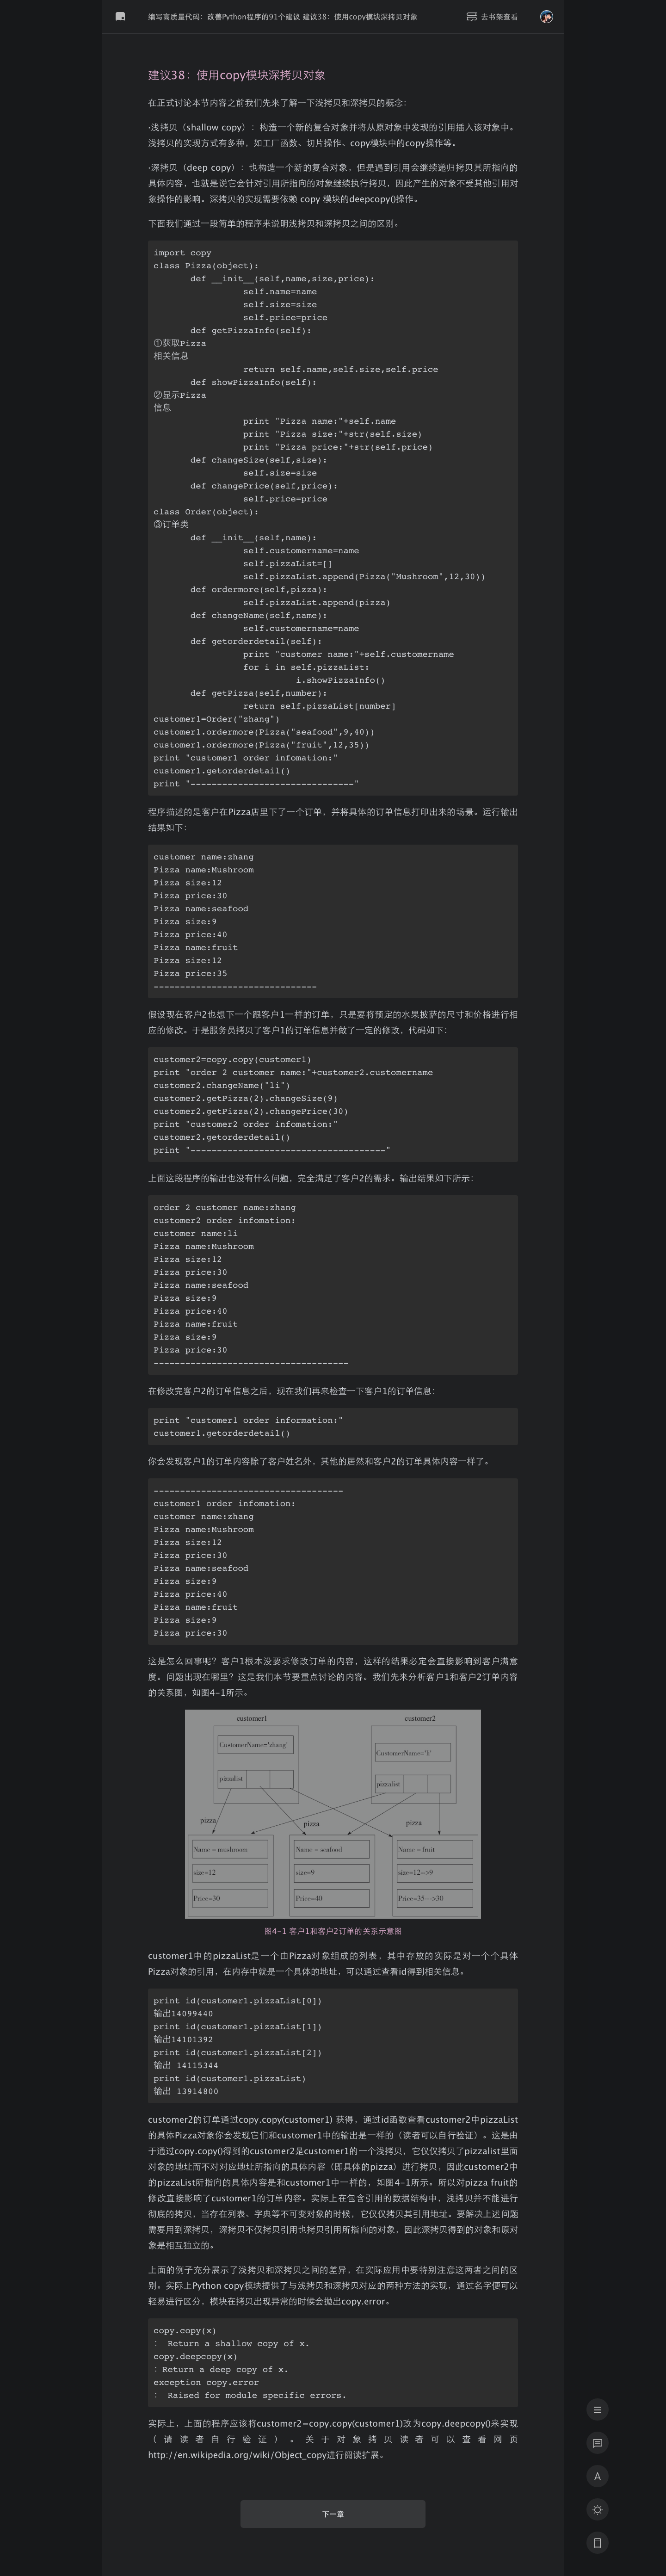 编写高质量代码：改善Python程序的91个建议 建议38：使用copy模块深拷贝对象
去书架查看
建议38：使用copy模块深拷贝对象
在正式讨论本节内容之前我们先来了解一下浅拷贝和深拷贝的概念：
·浅拷贝（shallow copy）：构造一个新的复合对象并将从原对象中发现的引用插入该对象中。
浅拷贝的实现方式有多种，如工厂函数、切片操作、copy模块中的copy操作等。
·深拷贝（deep copy）：也构造一个新的复合对象，但是遇到引用会继续递归拷贝其所指向的
具体内容，也就是说它会针对引用所指向的对象继续执行拷贝，因此产生的对象不受其他引用对
象操作的影响。深拷贝的实现需要依赖 copy 模块的deepcopy()操作。
下面我们通过一段简单的程序来说明浅拷贝和深拷贝之间的区别。
import copy
class Pizza(object):
def __init__(self,name,size,price):
self.name=name
self.size=size
self.price=price
def getPizzaInfo(self):
①获取Pizza
相关信息
return self.name,self.size,self.price
def showPizzaInfo(self):
②显示Pizza
信息
print "Pizza name:"+self.name
print "Pizza size:"+str(self.size)
print "Pizza price:"+str(self.price)
def changeSize(self,size):
self.size=size
def changePrice(self,price):
self.price=price
class Order(object):
③订单类
def __init__(self,name):
self.customername=name
self.pizzaList=[]
self.pizzaList.append(Pizza("Mushroom",12,30))
def ordermore(self,pizza):
self.pizzaList.append(pizza)
def changeName(self,name):
self.customername=name
def getorderdetail(self):
print "customer name:"+self.customername
for i in self.pizzaList:
i.showPizzaInfo()
def getPizza(self,number):
return self.pizzaList[number]
customer1=Order("zhang")
customer1.ordermore(Pizza("seafood",9,40))
customer1.ordermore(Pizza("fruit",12,35))
print "customer1 order infomation:"
customer1.getorderdetail()
print "-------------------------------"
程序描述的是客户在Pizza店里下了一个订单，并将具体的订单信息打印出来的场景。运行输出
结果如下：
customer name:zhang
Pizza name:Mushroom
Pizza size:12
Pizza price:30
Pizza name:seafood
Pizza size:9
Pizza price:40
Pizza name:fruit
Pizza size:12
Pizza price:35
-------------------------------
假设现在客户2也想下一个跟客户1一样的订单，只是要将预定的水果披萨的尺寸和价格进行相
应的修改。于是服务员拷贝了客户1的订单信息并做了一定的修改，代码如下：
customer2=copy.copy(customer1)
print "order 2 customer name:"+customer2.customername
customer2.changeName("li")
customer2.getPizza(2).changeSize(9)
customer2.getPizza(2).changePrice(30)
print "customer2 order infomation:"
customer2.getorderdetail()
print "-------------------------------------"
上面这段程序的输出也没有什么问题，完全满足了客户2的需求。输出结果如下所示：
order 2 customer name:zhang
customer2 order infomation:
customer name:li
Pizza name:Mushroom
Pizza size:12
Pizza price:30
Pizza name:seafood
Pizza size:9
Pizza price:40
Pizza name:fruit
Pizza size:9
Pizza price:30
-------------------------------------
在修改完客户2的订单信息之后，现在我们再来检查一下客户1的订单信息：
print "customer1 order information:"
customer1.getorderdetail()
你会发现客户1的订单内容除了客户姓名外，其他的居然和客户2的订单具体内容一样了。
------------------------------------
customer1 order infomation:
customer name:zhang
Pizza name:Mushroom
Pizza size:12
Pizza price:30
Pizza name:seafood
Pizza size:9
Pizza price:40
Pizza name:fruit
Pizza size:9
Pizza price:30
这是怎么回事呢？客户1根本没要求修改订单的内容，这样的结果必定会直接影响到客户满意
度。问题出现在哪里？这是我们本节要重点讨论的内容。我们先来分析客户1和客户2订单内容
的关系图，如图4-1所示。
customer1
customer2
CustomerName="zhang"
CustomerName="li"
pizzalist
pizzalist
pizza
pizza
pizza
Name = mushroom
Name = seafood
Name = fruit
size=12
size=9
size=12-->9
Price=30
Price=40
Price=35--->30
图4-1 客户1和客户2订单的关系示意图
customer1中的pizzaList是一个由Pizza对象组成的列表，其中存放的实际是对一个个具体
Pizza对象的引用，在内存中就是一个具体的地址，可以通过查看id得到相关信息。
print id(customer1.pizzaList[0])
输出14099440
print id(customer1.pizzaList[1])
输出14101392
print id(customer1.pizzaList[2])
输出 14115344
print id(customer1.pizzaList)
输出 13914800
customer2的订单通过copy.copy(customer1) 获得，通过id函数查看customer2中pizzaList
的具体Pizza对象你会发现它们和customer1中的输出是一样的（读者可以自行验证）。这是由
于通过copy.copy()得到的customer2是customer1的一个浅拷贝，它仅仅拷贝了pizzalist里面
对象的地址而不对对应地址所指向的具体内容（即具体的pizza）进行拷贝，因此customer2中
的pizzaList所指向的具体内容是和customer1中一样的，如图4-1所示。所以对pizza fruit的
修改直接影响了customer1的订单内容。实际上在包含引用的数据结构中，浅拷贝并不能进行
彻底的拷贝，当存在列表、字典等不可变对象的时候，它仅仅拷贝其引用地址。要解决上述问题
需要用到深拷贝，深拷贝不仅拷贝引用也拷贝引用所指向的对象，因此深拷贝得到的对象和原对
象是相互独立的。
上面的例子充分展示了浅拷贝和深拷贝之间的差异，在实际应用中要特别注意这两者之间的区
别。实际上Python copy模块提供了与浅拷贝和深拷贝对应的两种方法的实现，通过名字便可以
轻易进行区分，模块在拷贝出现异常的时候会抛出copy.error。
copy.copy(x)
： Return a shallow copy of x.
copy.deepcopy(x)
：Return a deep copy of x.
exception copy.error
： Raised for module specific errors.
实际上，上面的程序应该将customer2=copy.copy(customer1)改为copy.deepcopy()来实现
（请读者自行验证）。关于对象拷贝读者可以查看网页
http://en.wikipedia.org/wiki/Object_copy进行阅读扩展。
下一章
A